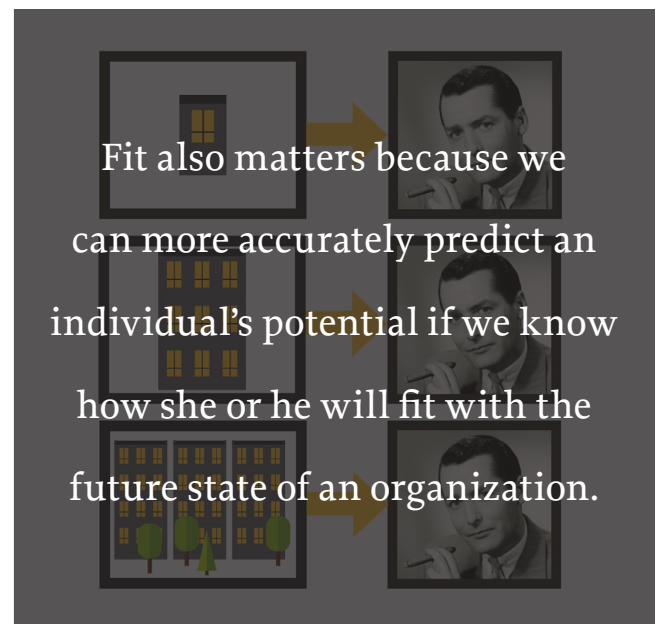 Fit also matters because we
can more accurately predict an
individual's potential if we know
how she or he will fit with the
future state of an organization.